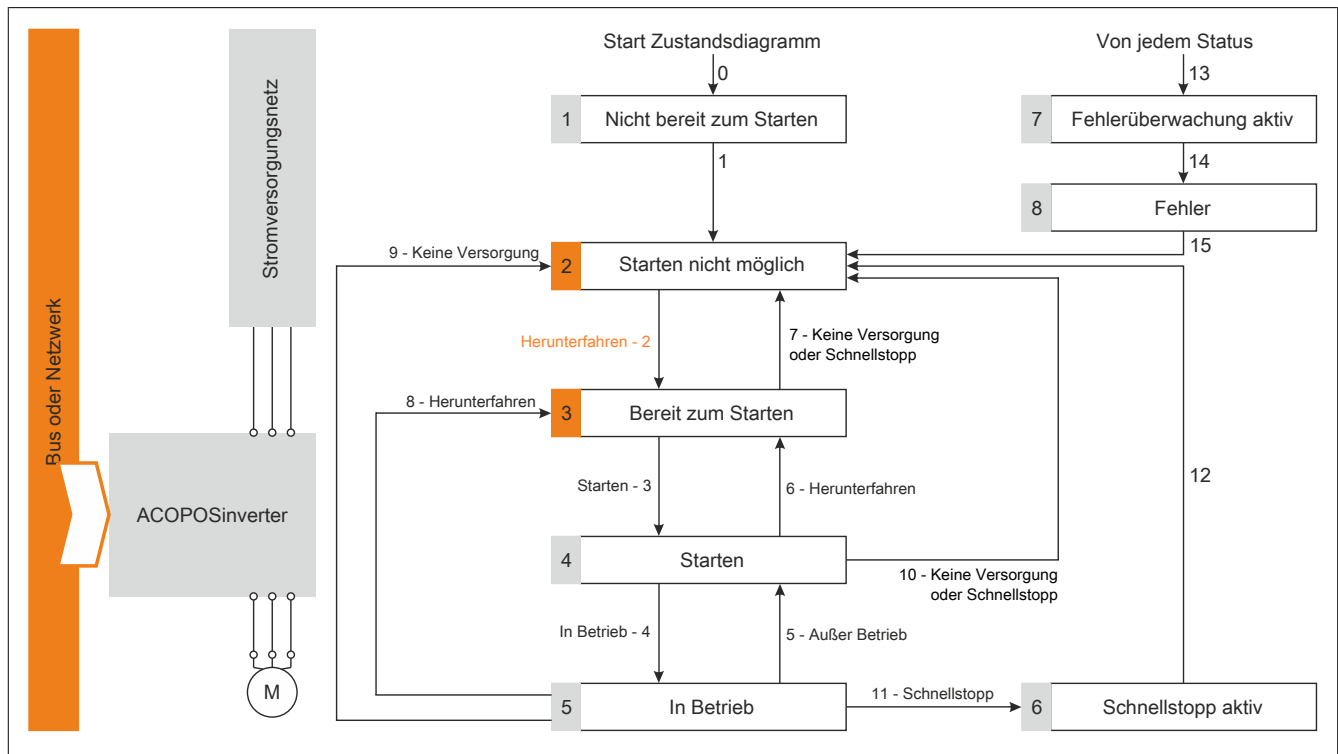 Bus oder Netzwerk
Stromversorgungsnetz
ACOPOSinverter
M
Start Zustandsdiagramm
0
1
Nicht bereit zum Starten
1
Von jedem Status
13
7
Fehlerüberwachung aktiv
14
8
Fehler
15
9 - Keine Versorgung
2
Starten nicht möglich
Herunterfahren - 2
7 - Keine Versorgung
oder Schnellstopp
8 - Herunterfahren
3
Bereit zum Starten
Starten - 3
6 - Herunterfahren
12
4
Starten
10 - Keine Versorgung
oder Schnellstopp
In Betrieb - 4
5 - Außer Betrieb
5
In Betrieb
11 - Schnellstopp
6
Schnellstopp aktiv